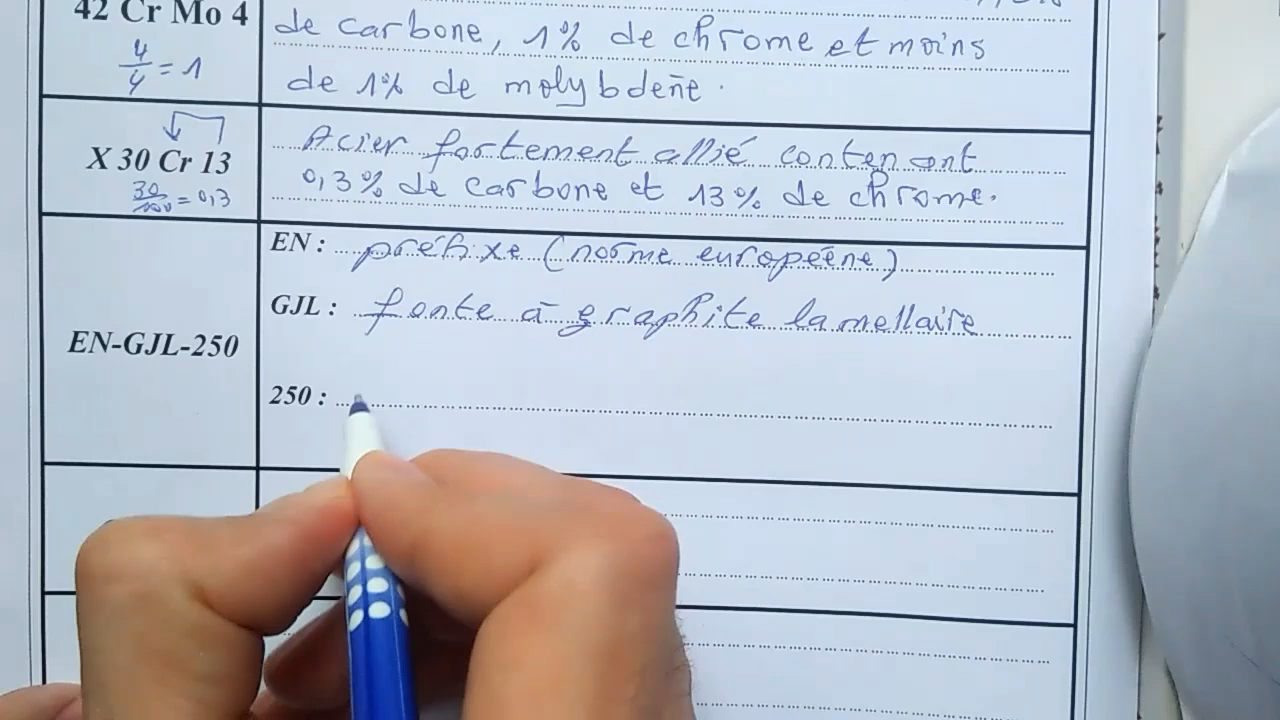 42 Cr Mo 4
4/4 = 1
de carbone, 1% de chrome et moins
de 1% de molybdēne.
X 30 Cr 13
30/100 = 0,3
Acier fortement allié contenant
0,3% de carbone et 13% de chrome.
EN-GJL-250
EN : préfixe (norme européène)
GJL : fonte ā graphite lamellaire
250 :